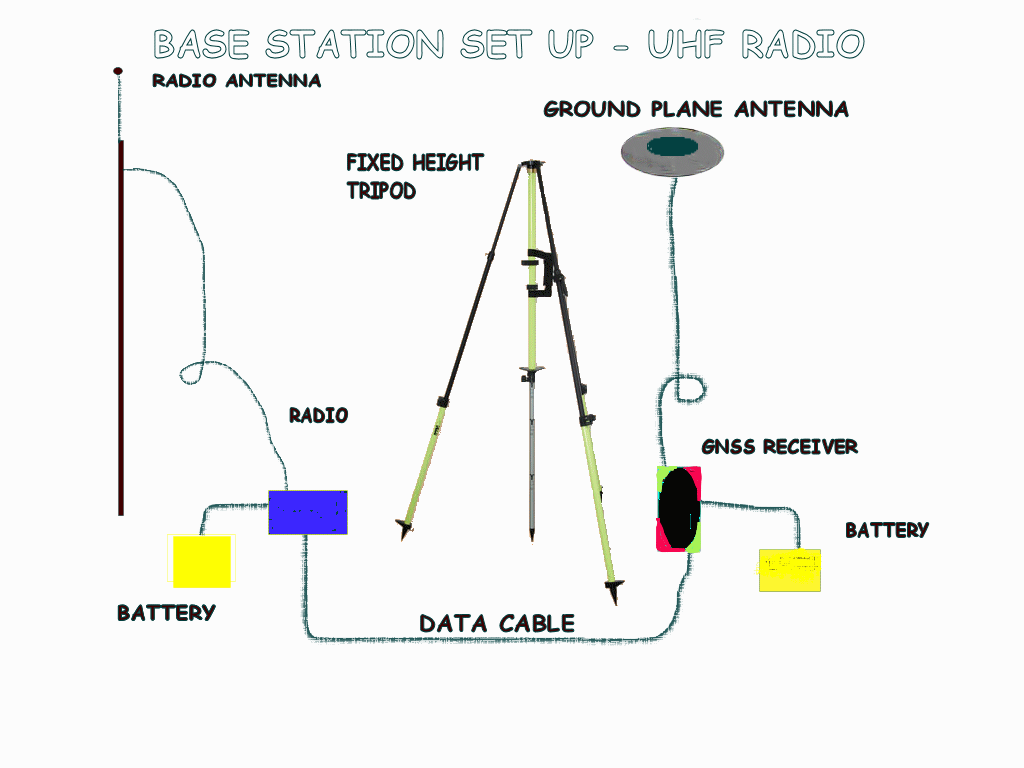 BASE STATION SET UP - UHF RADIO
RADIO ANTENNA
GROUND PLANE ANTENNA
FIXED HEIGHT
TRIPOD
RADIO
GNSS RECEIVER
BATTERY
BATTERY
DATA CABLE